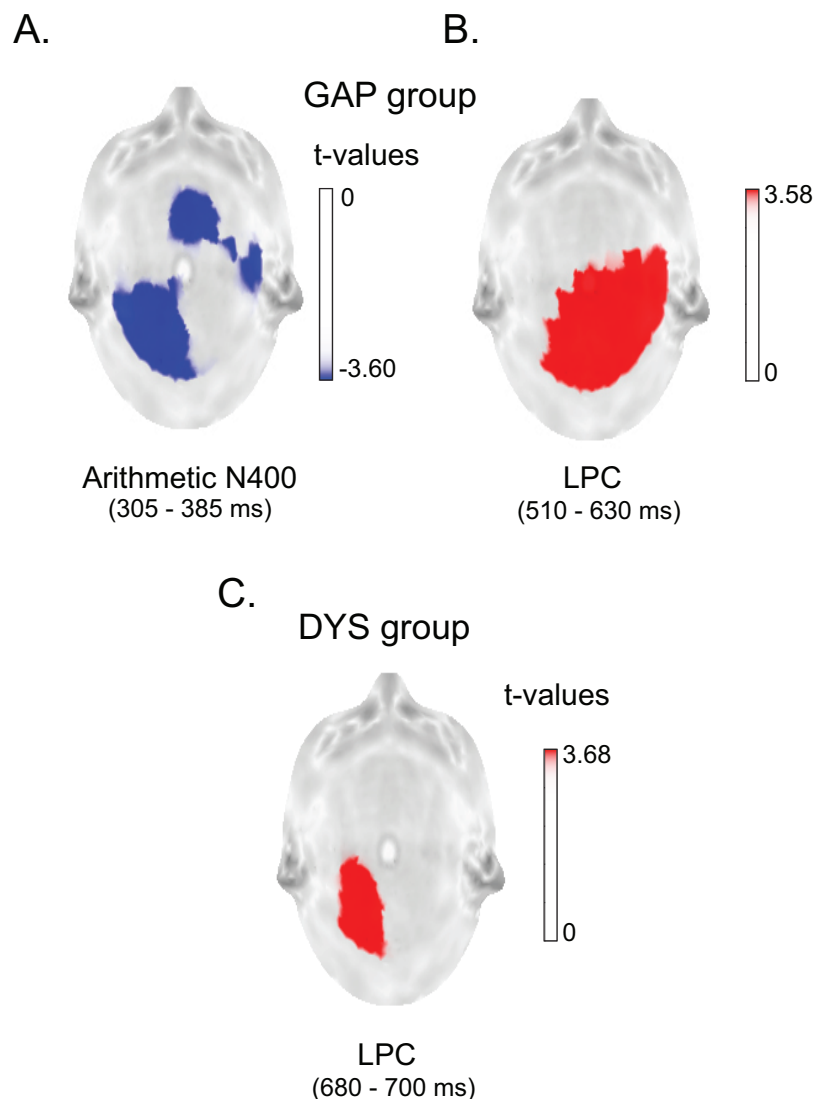 A.
B.
GAP group
t-values
0
-3.60
3.58
0
Arithmetic N400
(305 - 385 ms)
LPC
(510 - 630 ms)
C.
DYS group
t-values
3.68
0
LPC
(680 - 700 ms)